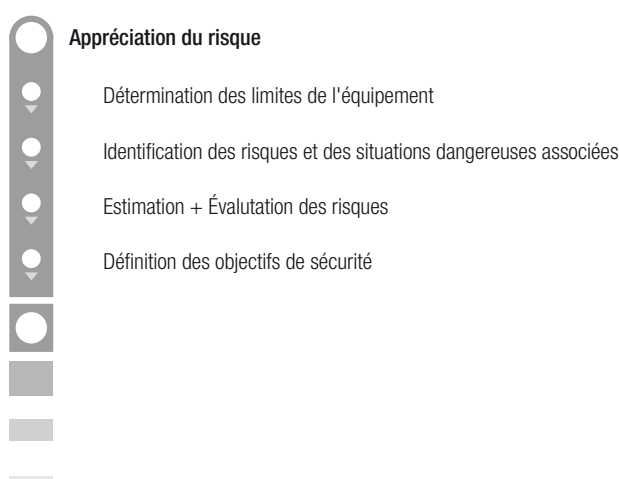 Appréciation du risque
Détermination des limites de l'équipement
Identification des risques et des situations dangereuses associées
Estimation + Évalutation des risques
Définition des objectifs de sécurité